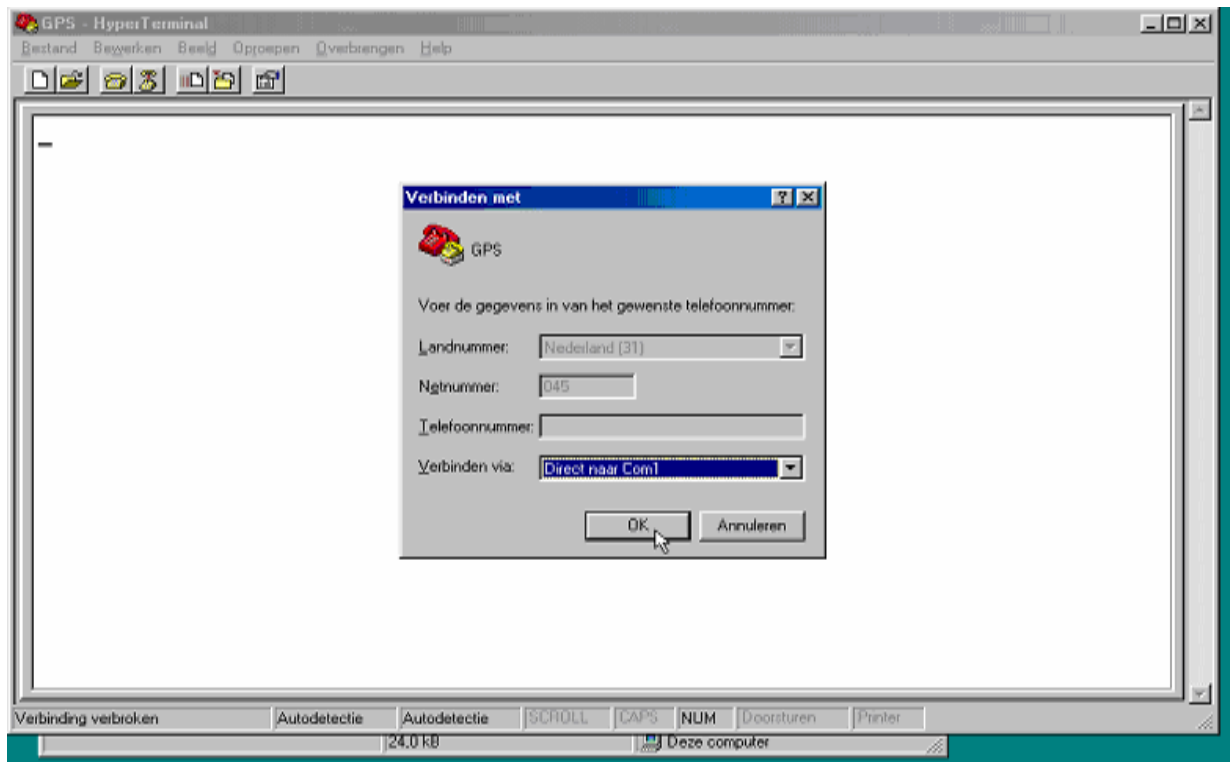 GPS - HyperTerminal
Bestand Bewerken Beeld Oproepen Overbrengen Help
Verbinden met
GPS
Voer de gegevens in van het gewenste telefoonnummer:
Landnummer: Nederland (31)
Netnummer: 045
Telefoonnummer:
Verbinden via: Direct naar Com1
OK Annuleren
Verbinding verbroken Autodetectie Autodetectie SCROLL CAPS NUM Doorsturen Printer
24,0 kB Deze computer